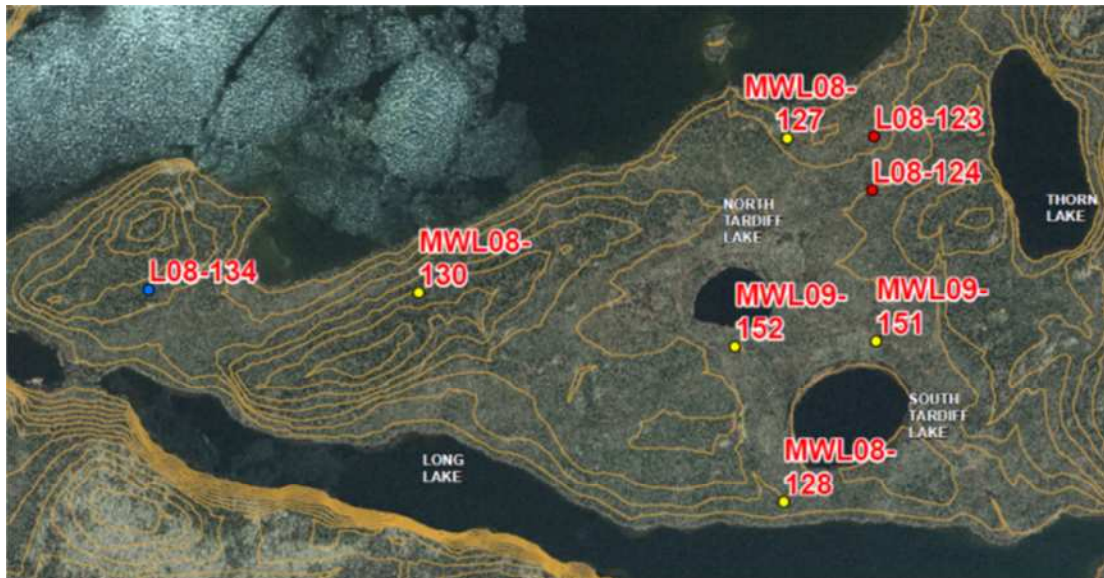 MWL08-
127
L08-123
L08-124
THORN
LAKE
NORTH
TARDIFF
LAKE
MWL08-
130
L08-134
MWL09-
152
MWL09-
151
SOUTH
TARDIFF
LAKE
MWL08-
128
LONG
LAKE